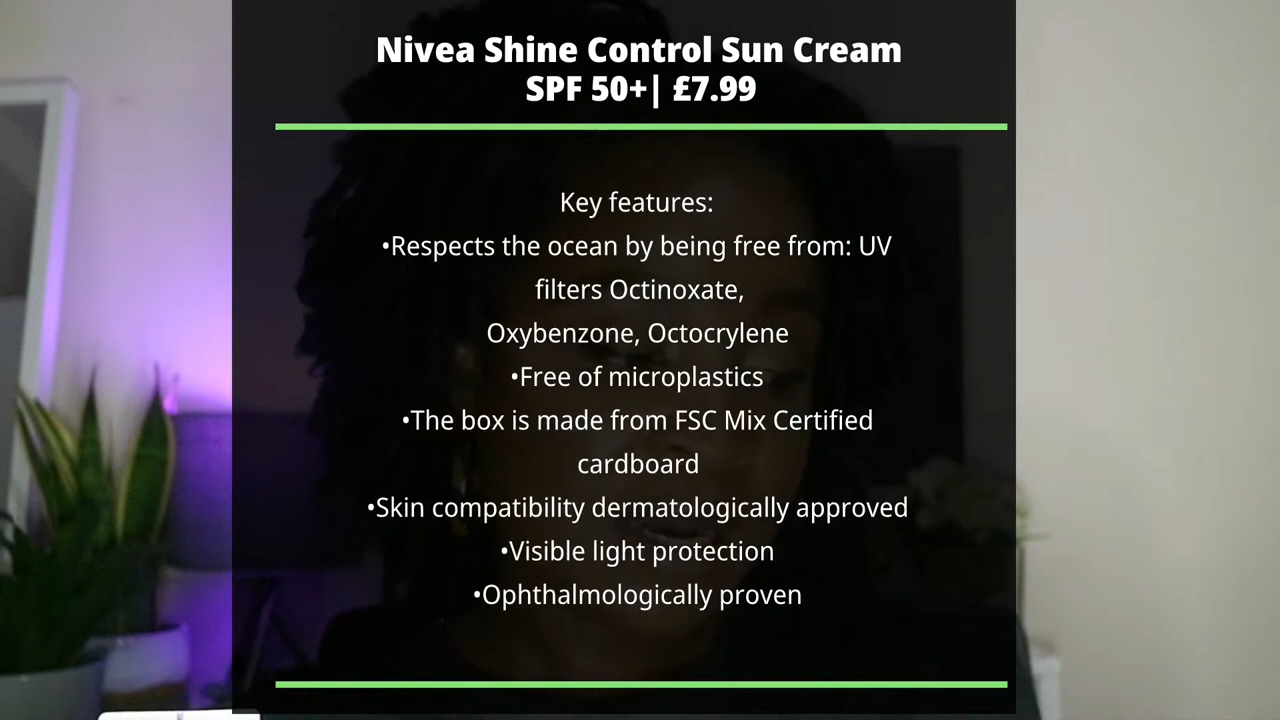 Nivea Shine Control Sun Cream
SPF 50+| £7.99
Key features:
•Respects the ocean by being free from: UV
filters Octinoxate,
Oxybenzone, Octocrylene
•Free of microplastics
•The box is made from FSC Mix Certified
cardboard
•Skin compatibility dermatologically approved
•Visible light protection
•Ophthalmologically proven